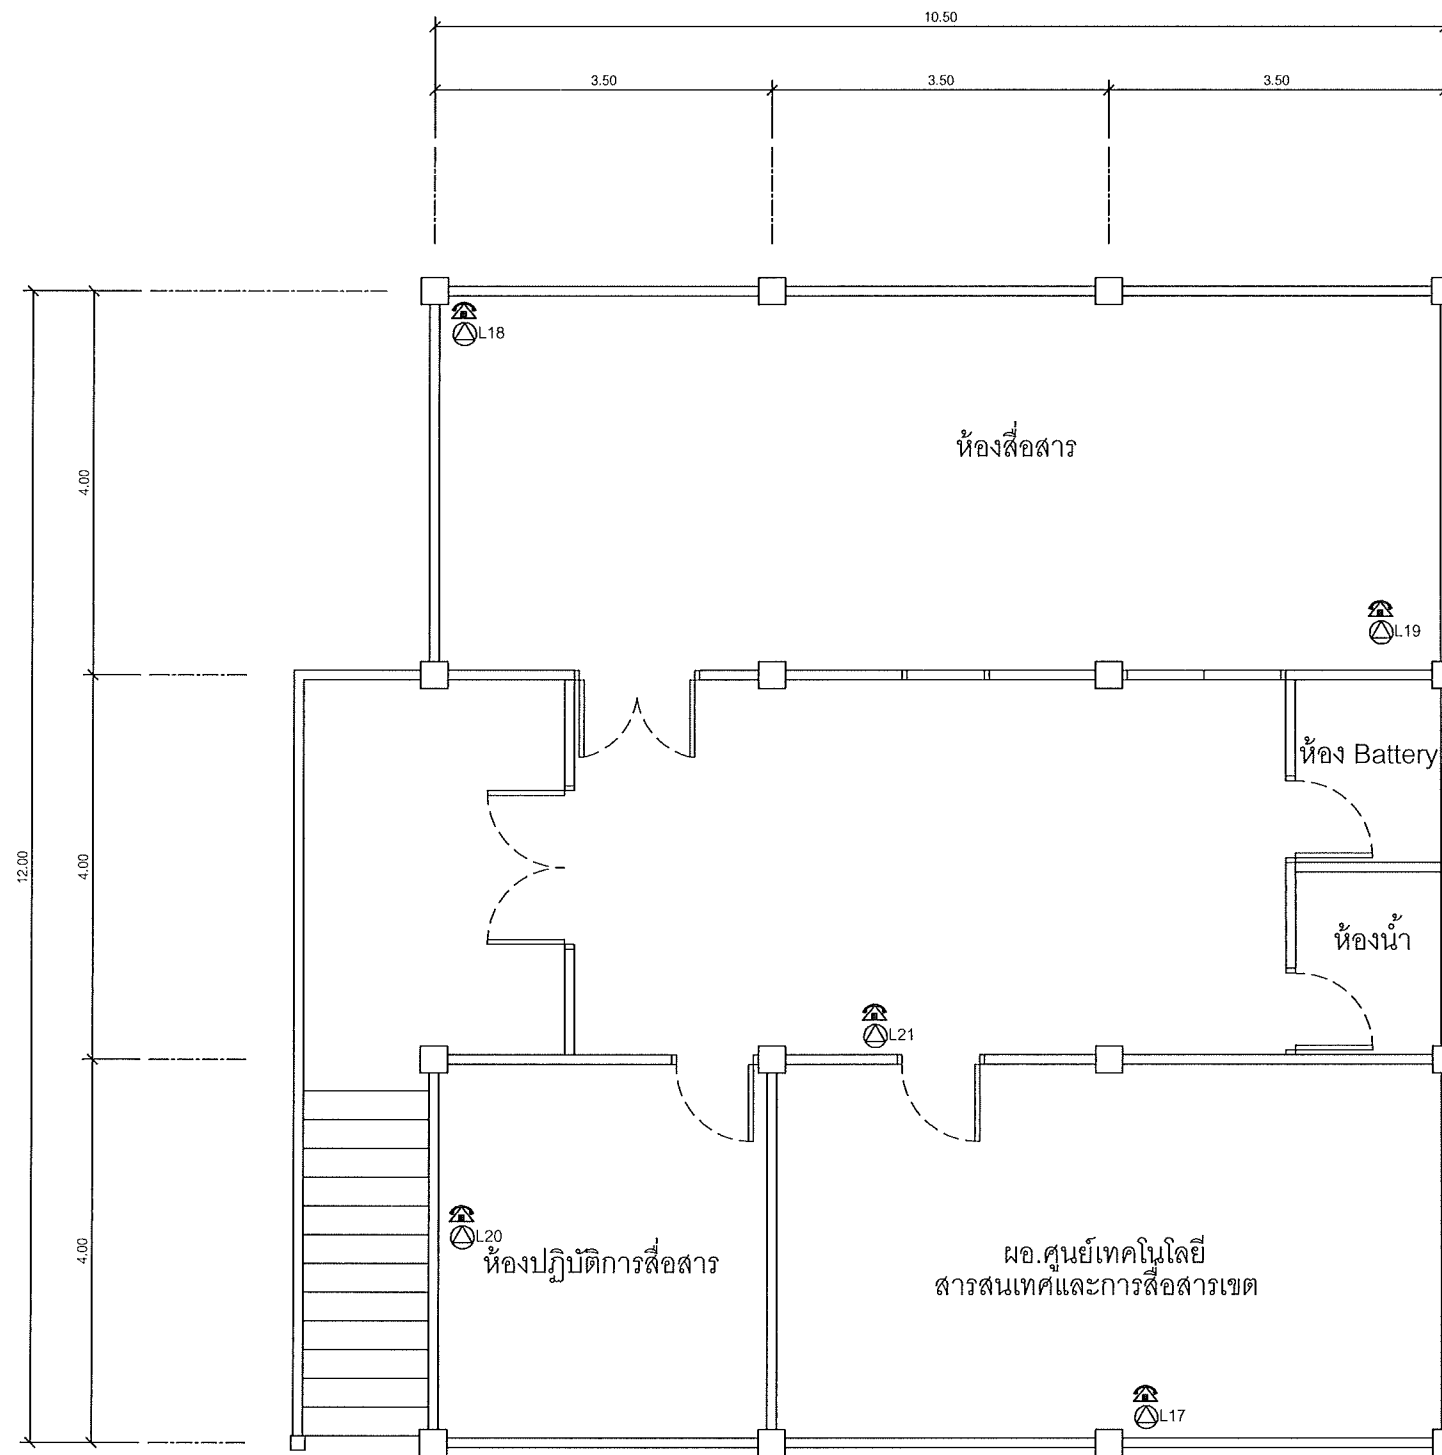 10.50
3.50
3.50
3.50
L18
ห้องสื่อสาร
4.00
L19
ห้อง Battery
12.00
4.00
ห้องน้ำ
L21
L20
4.00
ห้องปฏิบัติการสื่อสาร
ผอ.ศูนย์เทคโนโลยี
สารสนเทศและการสื่อสารเขต
L17